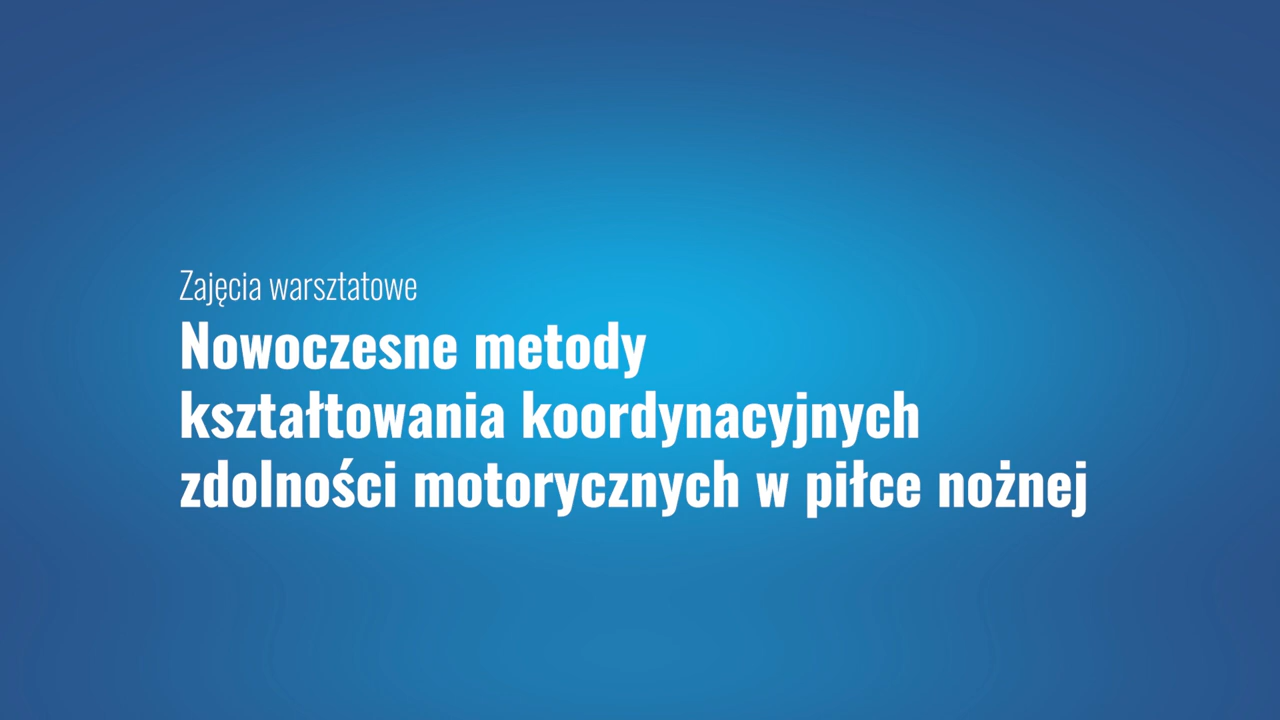 Zajęcia warsztatowe
Nowoczesne metody
kształtowania koordynacyjnych
zdolności motorycznych w piłce nożnej